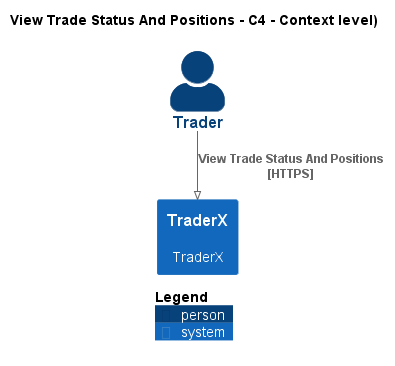 View Trade Status And Positions - C4 - Context level)
Trader
View Trade Status And Positions
[HTTPS]
TraderX
TraderX
Legend
person
system